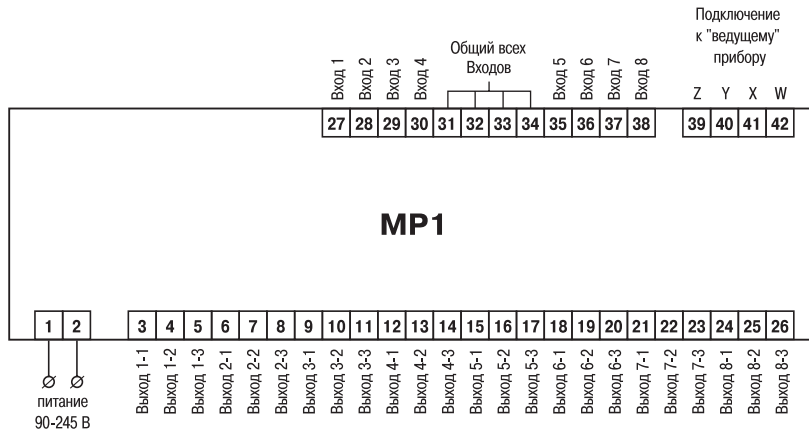 Подключение
к "ведущему"
прибору
Общий всех
Входов
Вход 1
Вход 2
Вход 3
Вход 4
Вход 5
Вход 6
Вход 7
Вход 8
Z Y X W
27 28 29 30 31 32 33 34 35 36 37 38 39 40 41 42
МР1
1 2 3 4 5 6 7 8 9 10 11 12 13 14 15 16 17 18 19 20 21 22 23 24 25 26
питание
90-245 В
Выход 1-1
Выход 1-2
Выход 1-3
Выход 2-1
Выход 2-2
Выход 2-3
Выход 3-1
Выход 3-2
Выход 3-3
Выход 4-1
Выход 4-2
Выход 4-3
Выход 5-1
Выход 5-2
Выход 5-3
Выход 6-1
Выход 6-2
Выход 6-3
Выход 7-1
Выход 7-2
Выход 7-3
Выход 8-1
Выход 8-2
Выход 8-3